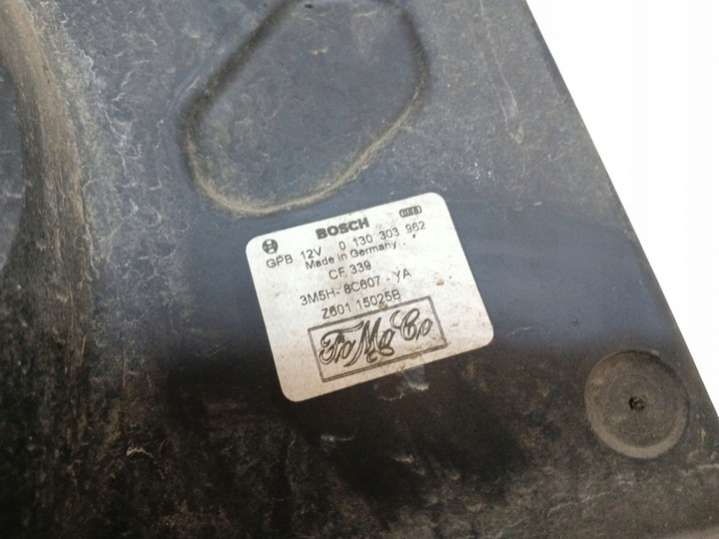 BOSCH
GPB 12V 0 130 303 962
Made in Germany
CF 339
3M5H-8C607-YA
Z601 15025B
FoMoCo